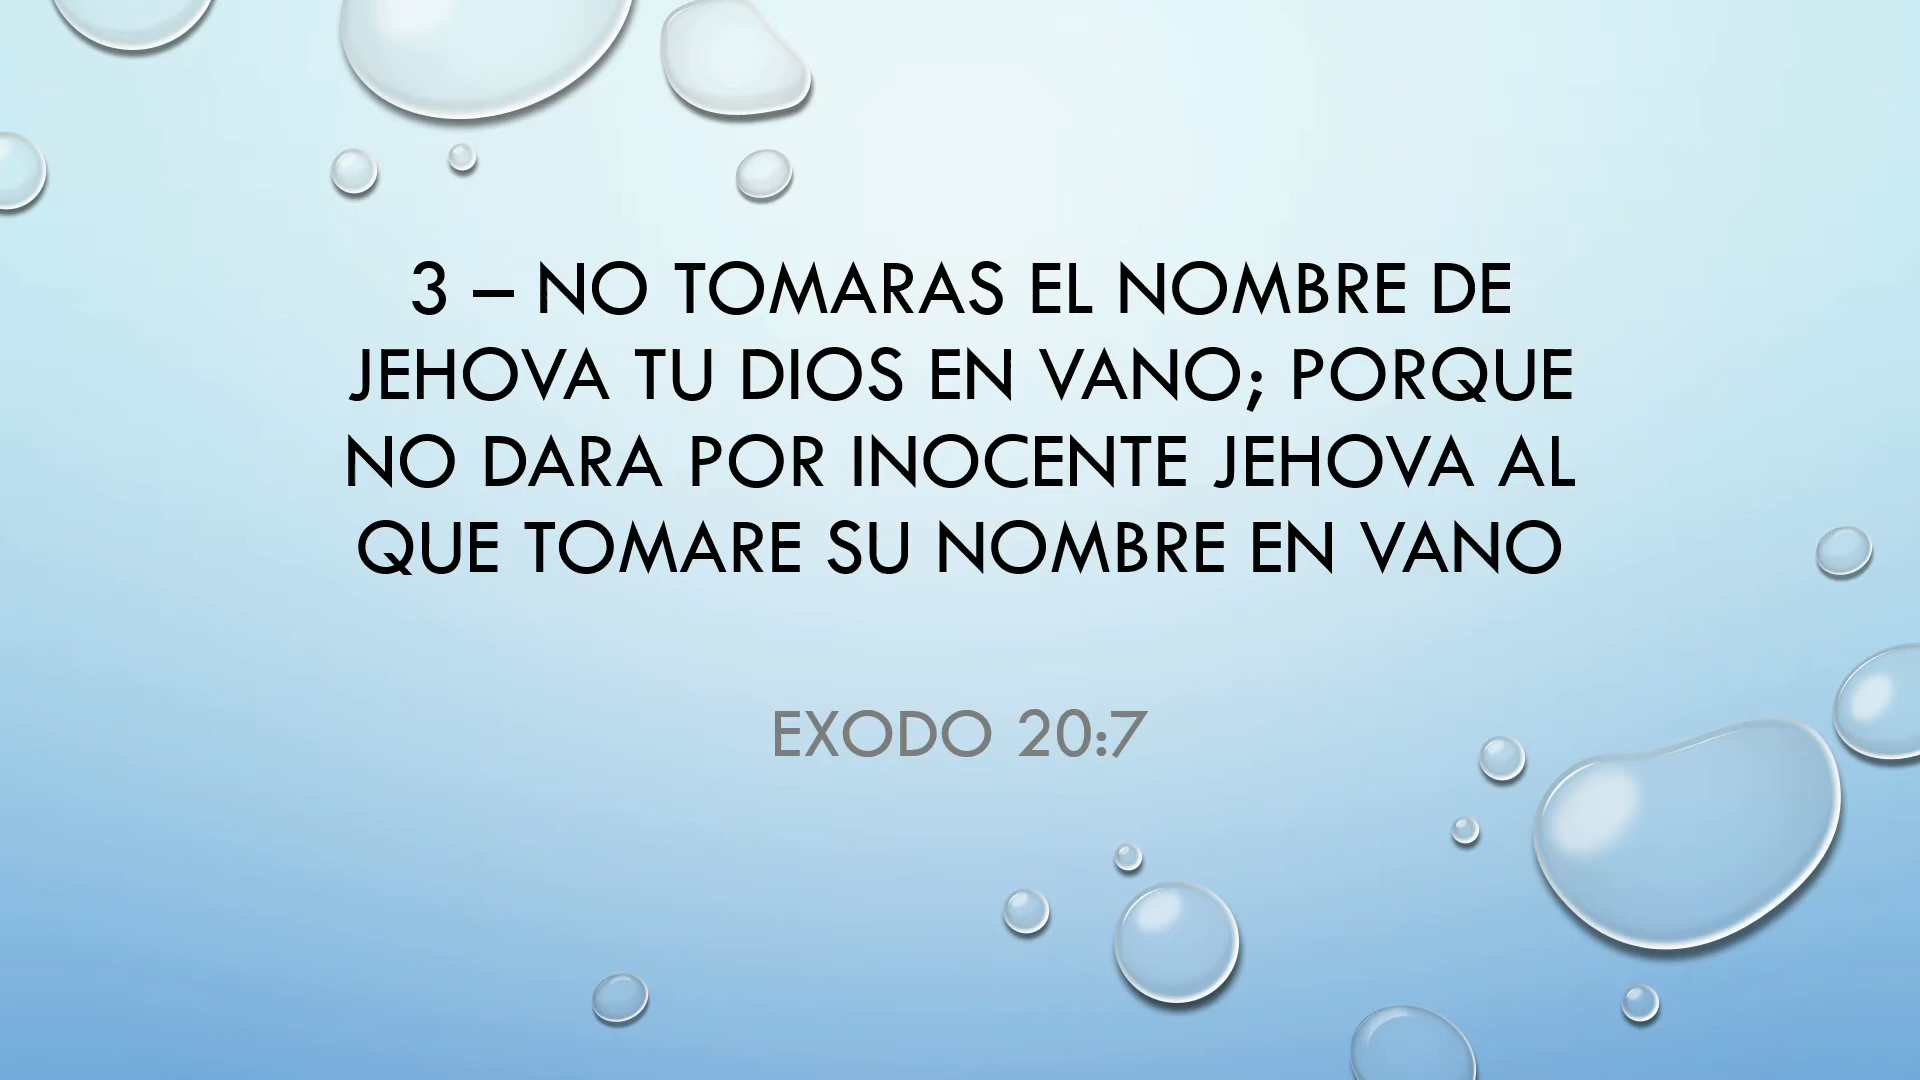 3 – NO TOMARAS EL NOMBRE DE
JEHOVA TU DIOS EN VANO; PORQUE
NO DARA POR INOCENTE JEHOVA AL
QUE TOMARE SU NOMBRE EN VANO
EXODO 20:7